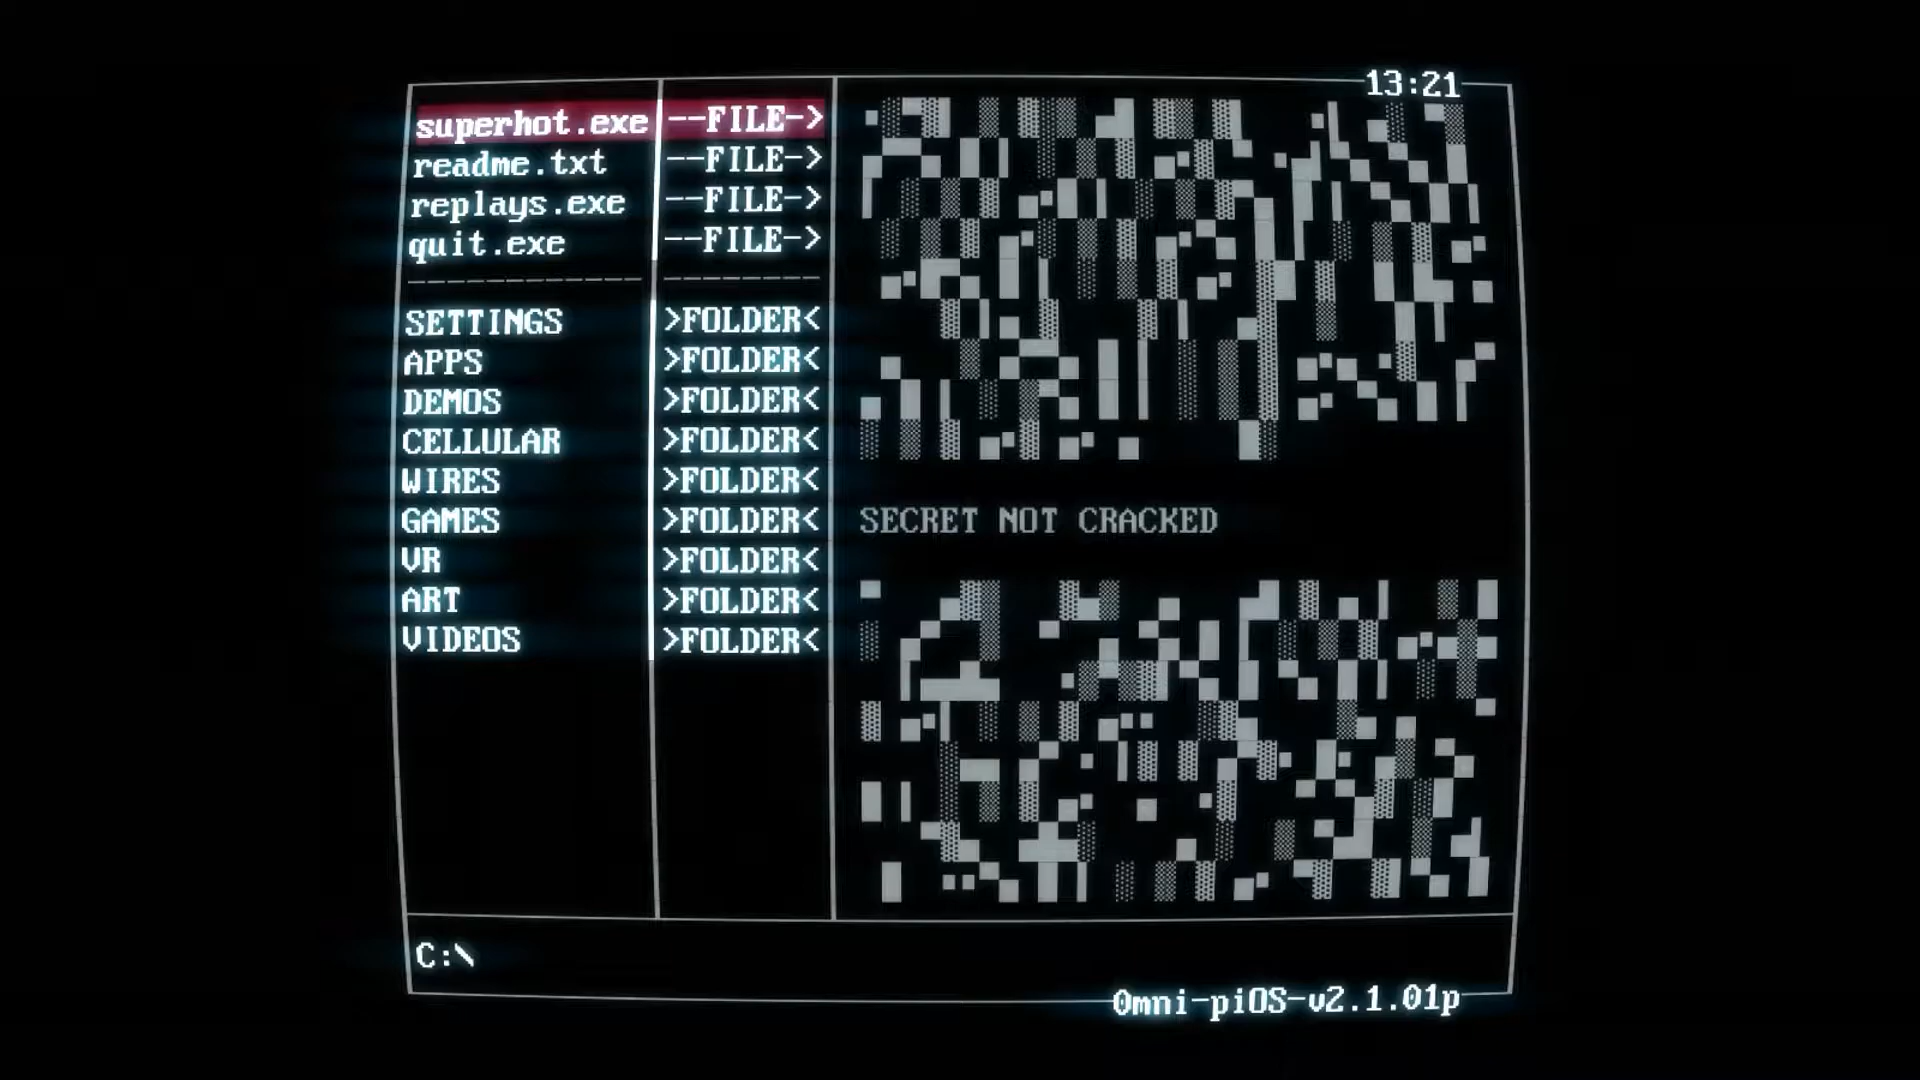 13:21
superhot.exe --FILE->
readme.txt --FILE->
replays.exe --FILE->
quit.exe --FILE->
SETTINGS >FOLDER<
APPS >FOLDER<
DEMOS >FOLDER<
CELLULAR >FOLDER<
WIRES >FOLDER<
GAMES >FOLDER<
VR >FOLDER<
ART >FOLDER<
VIDEOS >FOLDER<
SECRET NOT CRACKED
C:\
0mni-piOS-v2.1.01p